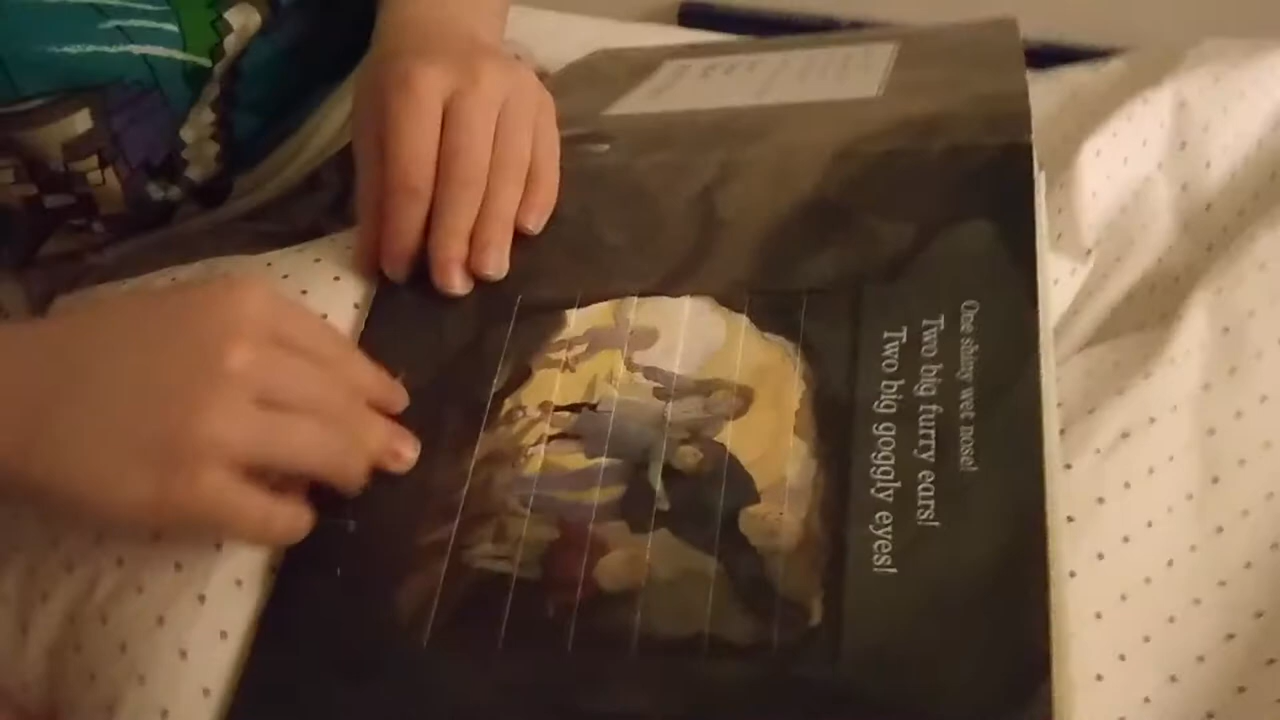 One shiny wet nose!
Two big furry ears!
Two big goggly eyes!